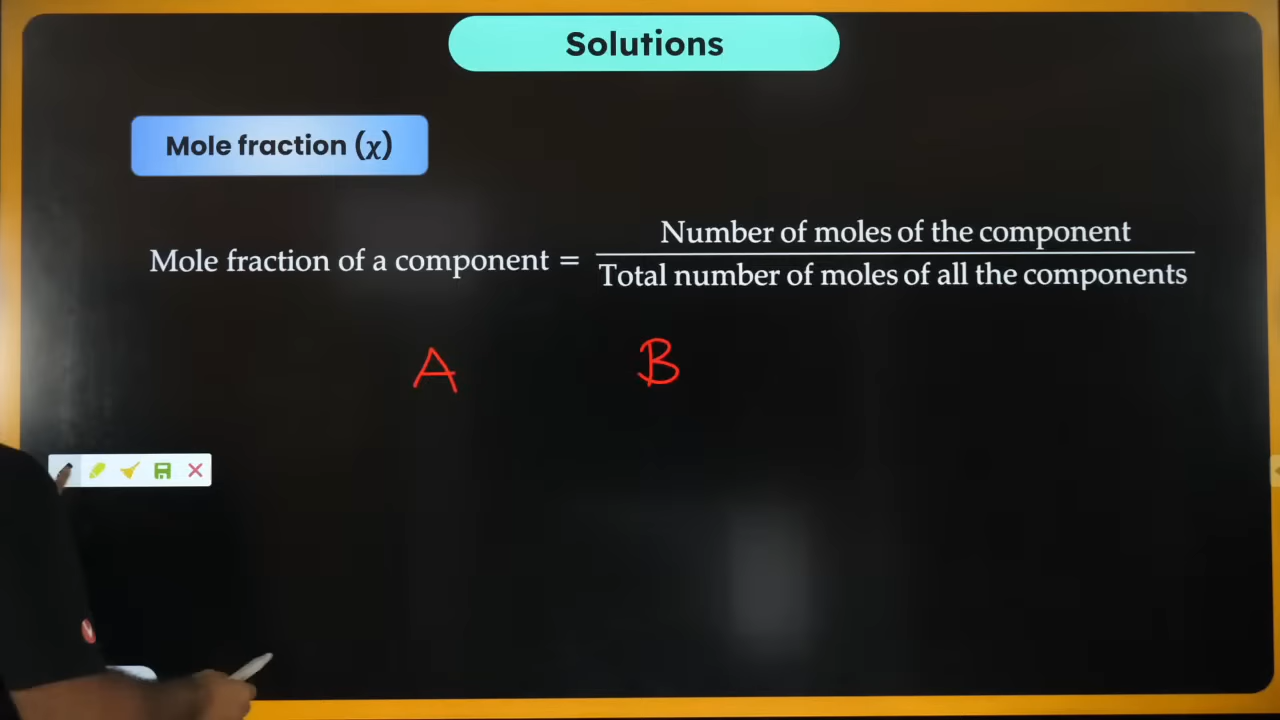 Solutions
Mole fraction (χ)
Mole fraction of a component = Number of moles of the component / Total number of moles of all the components
A B